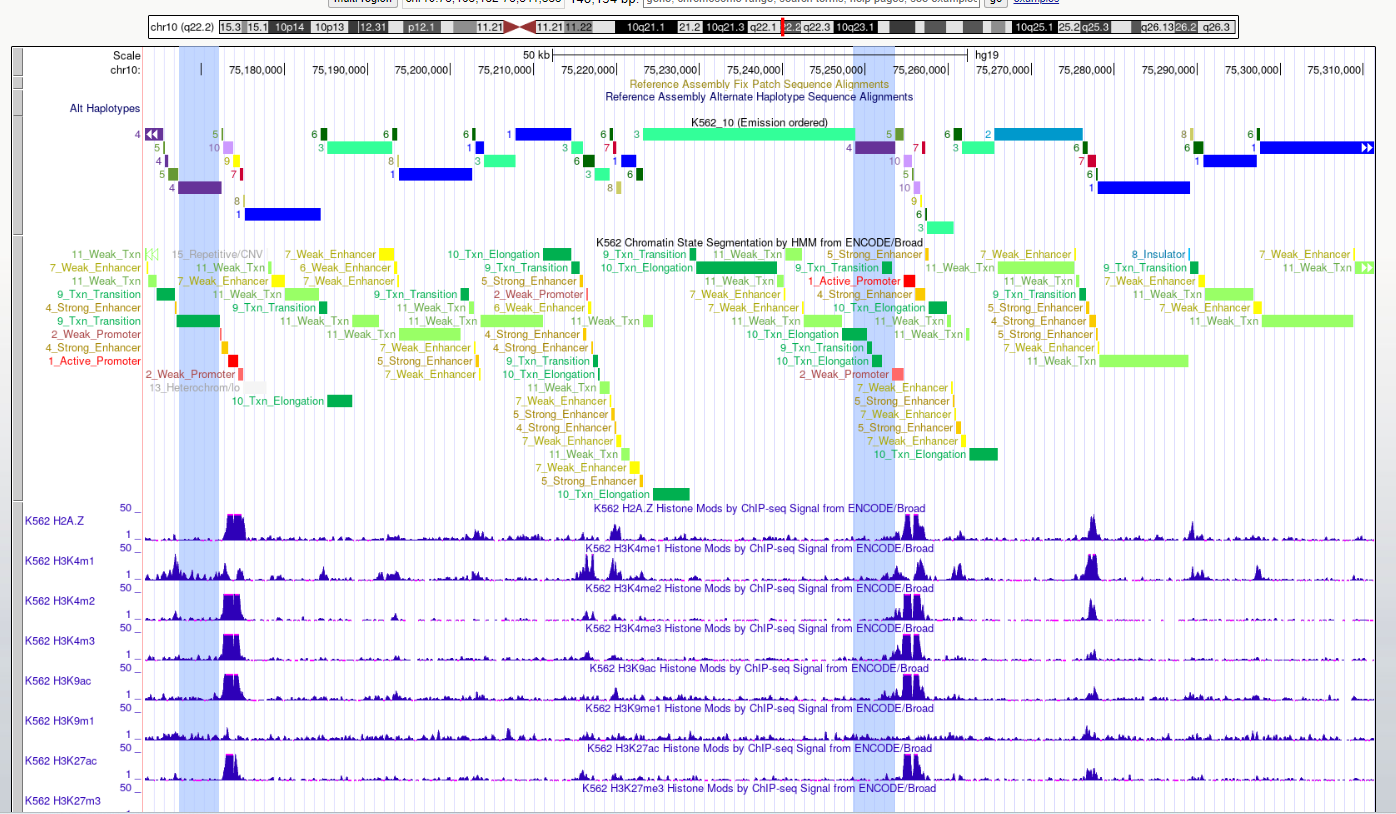 multi region
chr10:75,
bp.
gene, chromosome range, search terms, help pages, see examples
go
examples
chr10 (q22.2) 15.3 15.1 10p14 10p13 12.31 p12.1 11.21 11.21 11.22 10q21.1 21.2 10q21.3 q22.1 22.2 22.3 10q23.1 10q25.1 25.2 q25.3 q26.13 26.2 q26.3
Scale 50 kb hg19
chr10: 75,180,000 75,190,000 75,200,000 75,210,000 75,220,000 75,230,000 75,240,000 75,250,000 75,260,000 75,270,000 75,280,000 75,290,000 75,300,000 75,310,000
Reference Assembly Fix Patch Sequence Alignments
Reference Assembly Alternate Haplotype Sequence Alignments
Alt Haplotypes
K562_10 (Emission ordered)
4 5 6 6 6 1 6 3 5 6 2 8 6
5 10 3 1 3 7 4 7 3 6 6 1
4 9 8 3 6 1 10 7 1
5 7 1 3 6 5 6
4 8 10 1
8 9
1 6
3
K562 Chromatin State Segmentation by HMM from ENCODE/Broad
11_Weak_Txn 15_Repetitive/CNV 7_Weak_Enhancer 10_Txn_Elongation 9_Txn_Transition 11_Weak_Txn 5_Strong_Enhancer 7_Weak_Enhancer 8_Insulator 7_Weak_Enhancer
7_Weak_Enhancer 11_Weak_Txn 6_Weak_Enhancer 9_Txn_Transition 10_Txn_Elongation 9_Txn_Transition 11_Weak_Txn 9_Txn_Transition 11_Weak_Txn
11_Weak_Txn 7_Weak_Enhancer 7_Weak_Enhancer 5_Strong_Enhancer 11_Weak_Txn 1_Active_Promoter 7_Weak_Enhancer 7_Weak_Enhancer
9_Txn_Transition 11_Weak_Txn 9_Txn_Transition 2_Weak_Promoter 7_Weak_Enhancer 4_Strong_Enhancer 9_Txn_Transition 11_Weak_Txn
4_Strong_Enhancer 9_Txn_Transition 11_Weak_Txn 6_Weak_Enhancer 7_Weak_Enhancer 10_Txn_Elongation 5_Strong_Enhancer 7_Weak_Enhancer
9_Txn_Transition 11_Weak_Txn 11_Weak_Txn 11_Weak_Txn 11_Weak_Txn 11_Weak_Txn 4_Strong_Enhancer 11_Weak_Txn
2_Weak_Promoter 11_Weak_Txn 4_Strong_Enhancer 10_Txn_Elongation 11_Weak_Txn 5_Strong_Enhancer
4_Strong_Enhancer 7_Weak_Enhancer 4_Strong_Enhancer 9_Txn_Transition 7_Weak_Enhancer
1_Active_Promoter 5_Strong_Enhancer 9_Txn_Transition 10_Txn_Elongation 11_Weak_Txn
2_Weak_Promoter 7_Weak_Enhancer 10_Txn_Elongation 2_Weak_Promoter
13_Heterochrom/lo 11_Weak_Txn 7_Weak_Enhancer
10_Txn_Elongation 7_Weak_Enhancer 5_Strong_Enhancer
5_Strong_Enhancer 7_Weak_Enhancer
4_Strong_Enhancer 5_Strong_Enhancer
7_Weak_Enhancer 7_Weak_Enhancer
11_Weak_Txn 10_Txn_Elongation
7_Weak_Enhancer
5_Strong_Enhancer
10_Txn_Elongation
K562 H2A.Z Histone Mods by ChIP-seq Signal from ENCODE/Broad
50 _
K562 H2A.Z
1 _
K562 H3K4me1 Histone Mods by ChIP-seq Signal from ENCODE/Broad
50 _
K562 H3K4m1
1 _
K562 H3K4me2 Histone Mods by ChIP-seq Signal from ENCODE/Broad
50 _
K562 H3K4m2
1 _
K562 H3K4me3 Histone Mods by ChIP-seq Signal from ENCODE/Broad
50 _
K562 H3K4m3
1 _
K562 H3K9ac Histone Mods by ChIP-seq Signal from ENCODE/Broad
50 _
K562 H3K9ac
1 _
K562 H3K9me1 Histone Mods by ChIP-seq Signal from ENCODE/Broad
50 _
K562 H3K9m1
1 _
K562 H3K27ac Histone Mods by ChIP-seq Signal from ENCODE/Broad
50 _
K562 H3K27ac
1 _
K562 H3K27me3 Histone Mods by ChIP-seq Signal from ENCODE/Broad
50 _
K562 H3K27m3